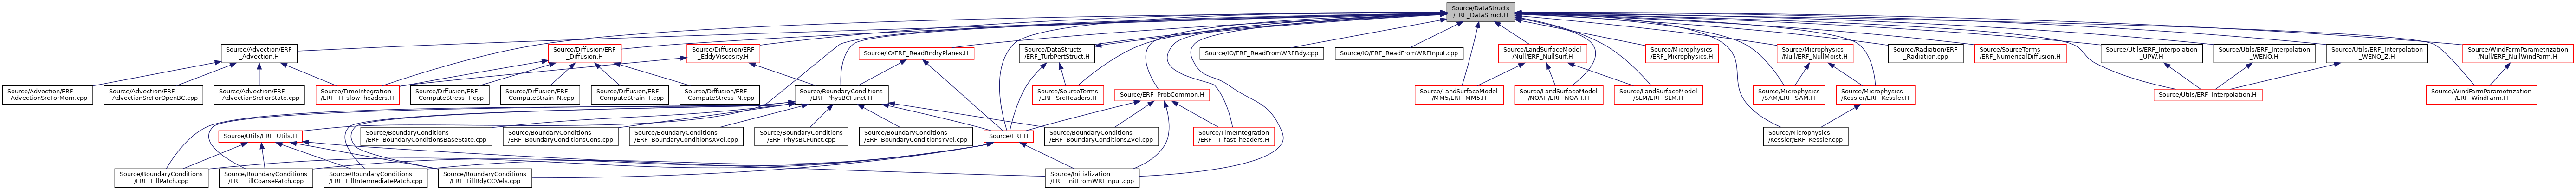 Source/DataStructs
/ERF_DataStruct.H
Source/Advection/ERF
_Advection.H
Source/Diffusion/ERF
_Diffusion.H
Source/Diffusion/ERF
_EddyViscosity.H
Source/IO/ERF_ReadBndryPlanes.H
Source/DataStructs
/ERF_TurbPertStruct.H
Source/IO/ERF_ReadFromWRFBdy.cpp
Source/IO/ERF_ReadFromWRFInput.cpp
Source/LandSurfaceModel
/Null/ERF_NullSurf.H
Source/Microphysics
/ERF_Microphysics.H
Source/Microphysics
/Null/ERF_NullMoist.H
Source/Radiation/ERF
_Radiation.cpp
Source/SourceTerms
/ERF_NumericalDiffusion.H
Source/Utils/ERF_Interpolation
_UPW.H
Source/Utils/ERF_Interpolation
_WENO.H
Source/Utils/ERF_Interpolation
_WENO_Z.H
Source/WindFarmParametrization
/Null/ERF_NullWindFarm.H
Source/Advection/ERF
_AdvectionSrcForMom.cpp
Source/Advection/ERF
_AdvectionSrcForOpenBC.cpp
Source/Advection/ERF
_AdvectionSrcForState.cpp
Source/TimeIntegration
/ERF_TI_slow_headers.H
Source/Diffusion/ERF
_ComputeStress_T.cpp
Source/Diffusion/ERF
_ComputeStrain_N.cpp
Source/Diffusion/ERF
_ComputeStrain_T.cpp
Source/Diffusion/ERF
_ComputeStress_N.cpp
Source/BoundaryConditions
/ERF_PhysBCFunct.H
Source/SourceTerms
/ERF_SrcHeaders.H
Source/ERF_ProbCommon.H
Source/LandSurfaceModel
/MM5/ERF_MM5.H
Source/LandSurfaceModel
/NOAH/ERF_NOAH.H
Source/LandSurfaceModel
/SLM/ERF_SLM.H
Source/Microphysics
/SAM/ERF_SAM.H
Source/Microphysics
/Kessler/ERF_Kessler.H
Source/Utils/ERF_Interpolation.H
Source/WindFarmParametrization
/ERF_WindFarm.H
Source/Utils/ERF_Utils.H
Source/BoundaryConditions
/ERF_BoundaryConditionsBaseState.cpp
Source/BoundaryConditions
/ERF_BoundaryConditionsCons.cpp
Source/BoundaryConditions
/ERF_BoundaryConditionsXvel.cpp
Source/BoundaryConditions
/ERF_PhysBCFunct.cpp
Source/BoundaryConditions
/ERF_BoundaryConditionsYvel.cpp
Source/ERF.H
Source/BoundaryConditions
/ERF_BoundaryConditionsZvel.cpp
Source/TimeIntegration
/ERF_TI_fast_headers.H
Source/Microphysics
/Kessler/ERF_Kessler.cpp
Source/BoundaryConditions
/ERF_FillPatch.cpp
Source/BoundaryConditions
/ERF_FillCoarsePatch.cpp
Source/BoundaryConditions
/ERF_FillIntermediatePatch.cpp
Source/BoundaryConditions
/ERF_FillBdyCCVels.cpp
Source/Initialization
/ERF_InitFromWRFInput.cpp